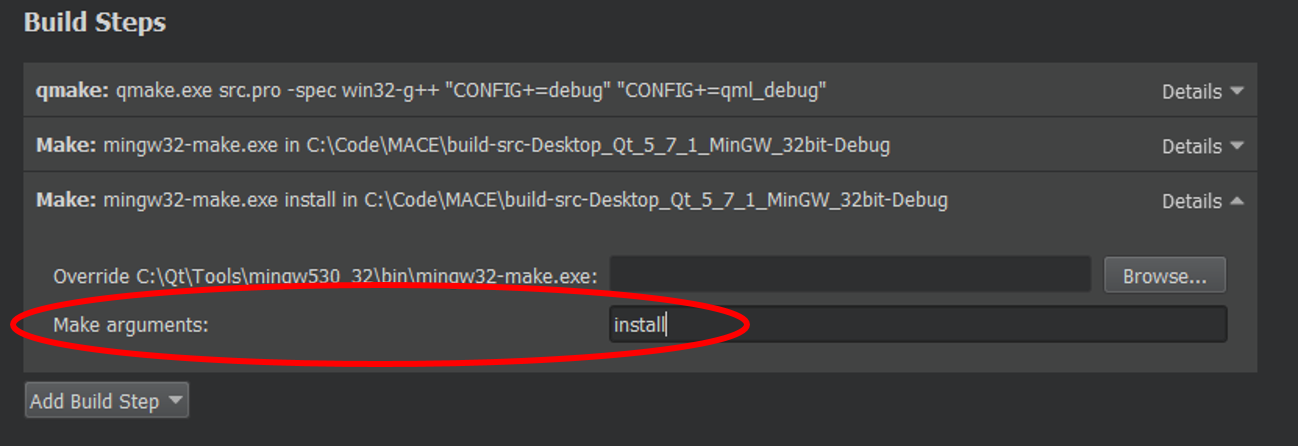 Build Steps
qmake: qmake.exe src.pro -spec win32-g++ "CONFIG+=debug" "CONFIG+=qml_debug" Details
Make: mingw32-make.exe in C:\Code\MACE\build-src-Desktop_Qt_5_7_1_MinGW_32bit-Debug Details
Make: mingw32-make.exe install in C:\Code\MACE\build-src-Desktop_Qt_5_7_1_MinGW_32bit-Debug Details
Override C:\Qt\Tools\mingw530_32\bin\mingw32-make.exe: Browse...
Make arguments: install
Add Build Step